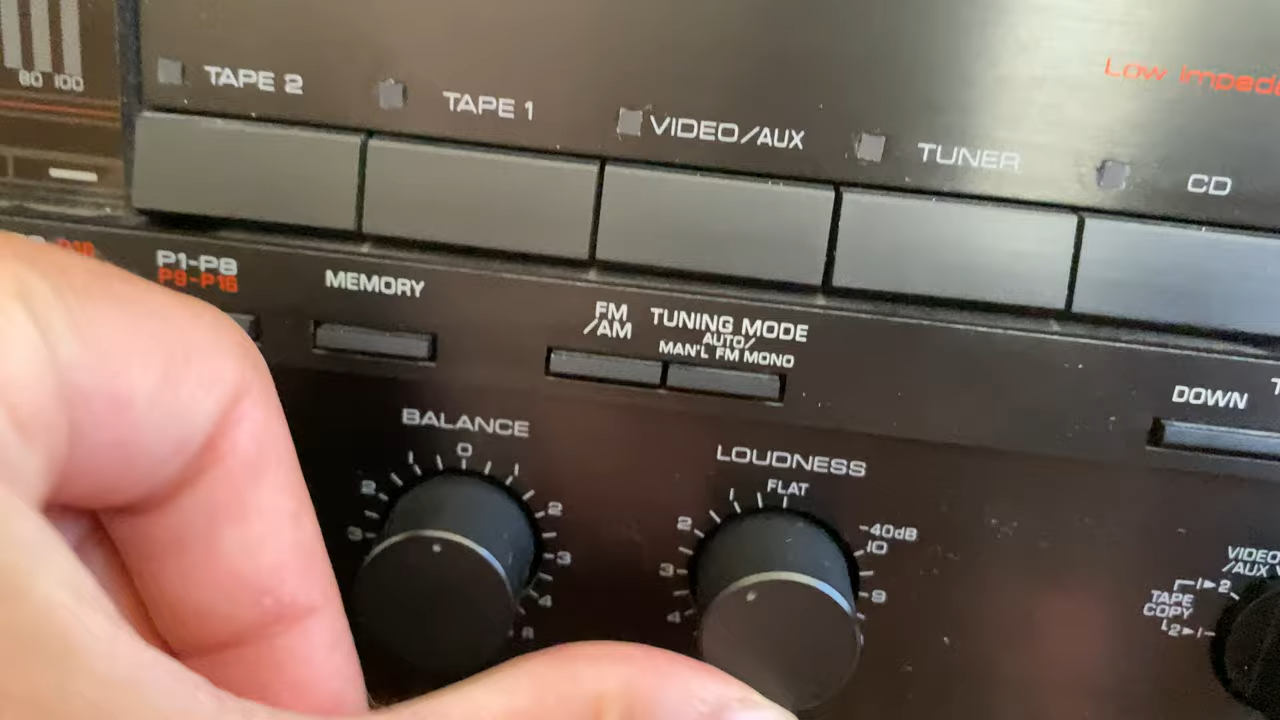 80 100
TAPE 2
TAPE 1
VIDEO/AUX
TUNER
CD
Low
P1-P8
P9-P16
MEMORY
FM
/AM
TUNING MODE
AUTO/
MAN'L FM MONO
DOWN
BALANCE
0
2
2
3
3
4
LOUDNESS
FLAT
2
3
4
-40dB
10
9
VIDEO
/AUX
1▶2
TAPE
COPY
2▶1